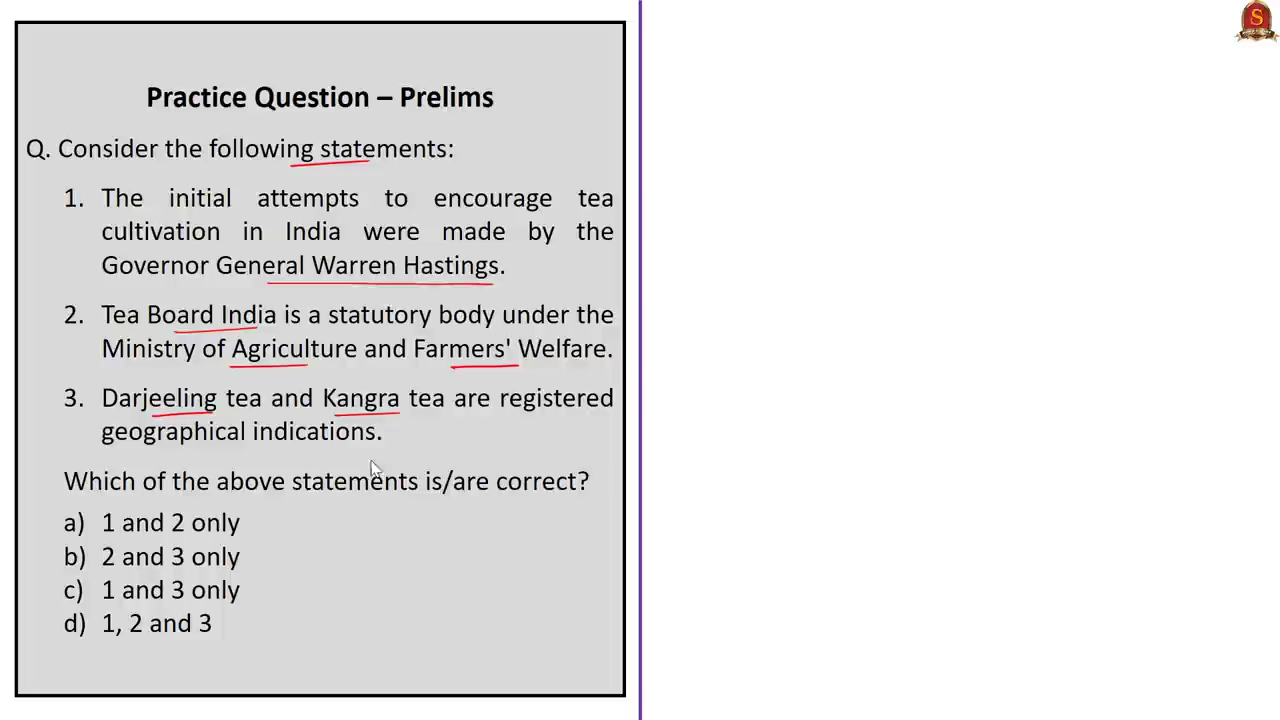 S
Practice Question – Prelims
Q. Consider the following statements:
1. The initial attempts to encourage tea
cultivation in India were made by the
Governor General Warren Hastings.
2. Tea Board India is a statutory body under the
Ministry of Agriculture and Farmers' Welfare.
3. Darjeeling tea and Kangra tea are registered
geographical indications.
Which of the above statements is/are correct?
a) 1 and 2 only
b) 2 and 3 only
c) 1 and 3 only
d) 1, 2 and 3